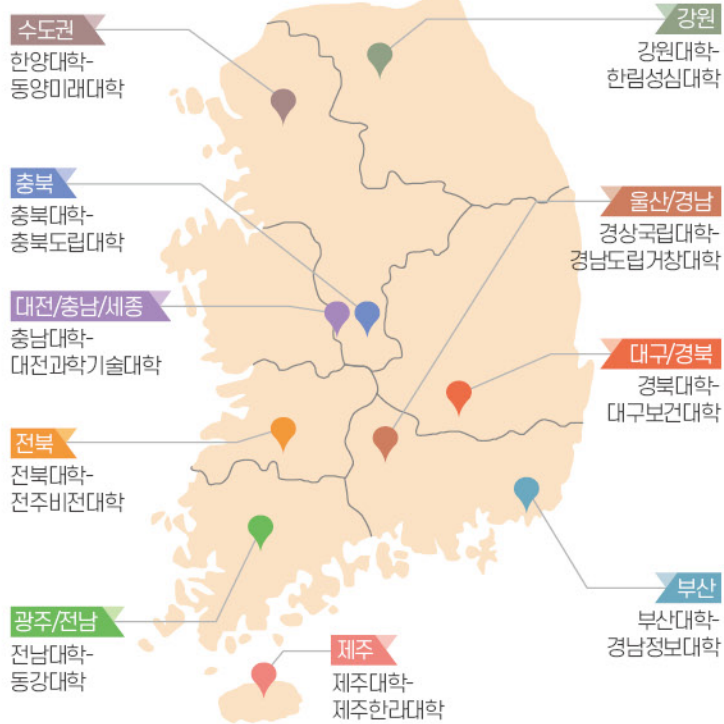 수도권
한양대학-
동양미래대학
강원
강원대학-
한림성심대학
충북
충북대학-
충북도립대학
울산/경남
경상국립대학-
경남도립거창대학
대전/충남/세종
충남대학-
대전과학기술대학
대구/경북
경북대학-
대구보건대학
전북
전북대학-
전주비전대학
부산
부산대학-
경남정보대학
광주/전남
전남대학-
동강대학
제주
제주대학-
제주한라대학